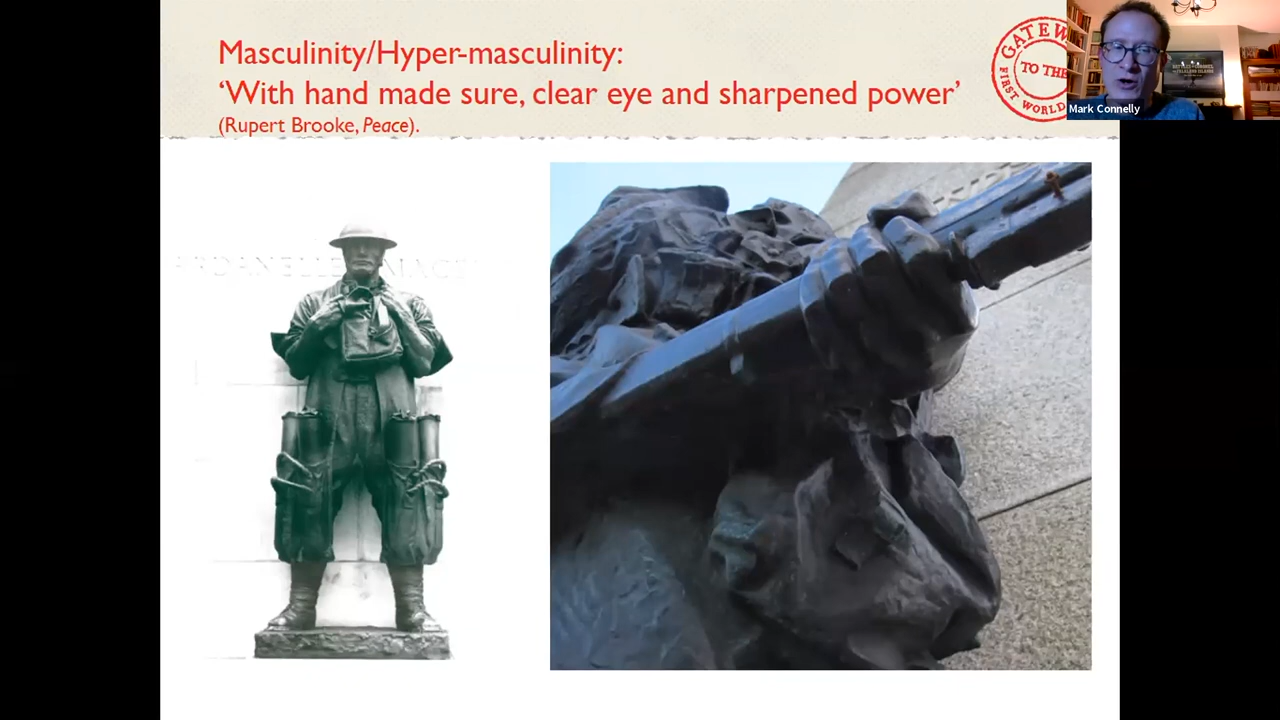 Masculinity/Hyper-masculinity:
‘With hand made sure, clear eye and sharpened power’
(Rupert Brooke, Peace).
GATEW
TO THE
FIRST
WORLD
Mark Connelly